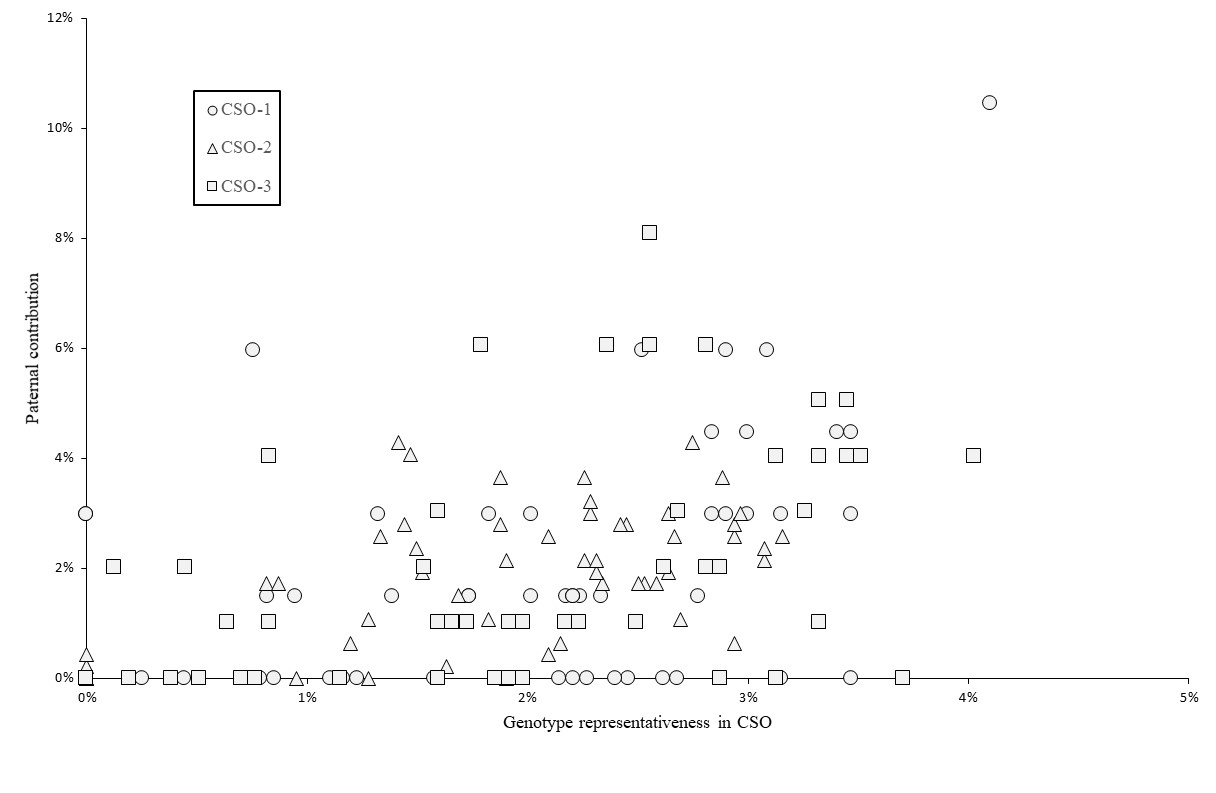 12%
10%
8%
6%
4%
2%
0%
Paternal contribution
CSO-1
CSO-2
CSO-3
0% 1% 2% 3% 4% 5%
Genotype representativeness in CSO